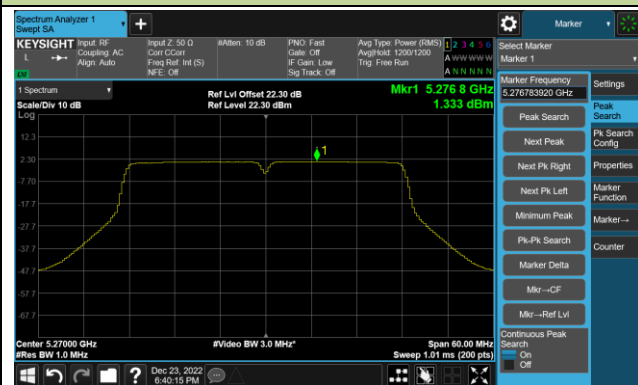 Spectrum Analyzer 1
Swept SA
Marker
KEYSIGHT
L
LXI
Input: RF
Coupling: AC
Align: Auto
Input Z: 50 Ω
Corr CCorr
Freq Ref: Int (S)
NFE: Off
#Atten: 10 dB
PNO: Fast
Gate: Off
IF Gain: Low
Sig Track: Off
Avg Type: Power (RMS)
Avg|Hold: 1200/1200
Trig: Free Run
1 2 3 4 5 6
A W W W W W
A N N N N N
Select Marker
Marker 1
1 Spectrum
Scale/Div 10 dB
Log
Ref Lvl Offset 22.30 dB
Ref Level 22.30 dBm
Mkr1 5.276 8 GHz
1.333 dBm
12.3
2.30
-7.70
-17.7
-27.7
-37.7
-47.7
-57.7
-67.7
1
Center 5.27000 GHz
#Res BW 1.0 MHz
#Video BW 3.0 MHz*
Span 60.00 MHz
Sweep 1.01 ms (200 pts)
Marker Frequency
5.276783920 GHz
Peak Search
Next Peak
Next Pk Right
Next Pk Left
Minimum Peak
Pk-Pk Search
Marker Delta
Mkr→CF
Mkr→Ref Lvl
Continuous Peak
Search
On
Off
Settings
Peak
Search
Pk Search
Config
Properties
Marker
Function
Marker→
Counter
?
Dec 23, 2022
6:40:15 PM